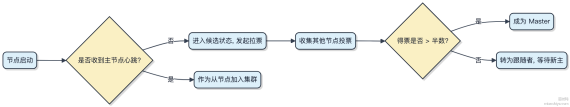 节点启动
是否收到主节点心跳?
否
进入候选状态, 发起拉票
是
作为从节点加入集群
收集其他节点投票
得票是否 > 半数?
是
成为 Master
否
转为跟随者, 等待新主